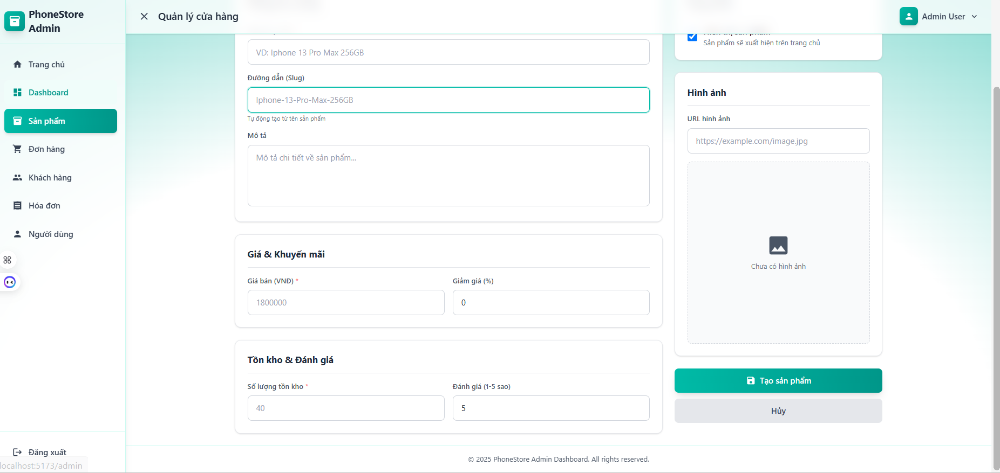 PhoneStore
Admin
Trang chủ
Dashboard
Sản phẩm
Đơn hàng
Khách hàng
Hóa đơn
Người dùng
Đăng xuất
localhost:5173/admin
Quản lý cửa hàng
Admin User
VD: Iphone 13 Pro Max 256GB
Đường dẫn (Slug)
Iphone-13-Pro-Max-256GB
Tự động tạo từ tên sản phẩm
Mô tả
Mô tả chi tiết về sản phẩm...
Giá & Khuyến mãi
Giá bán (VNĐ) *
Giảm giá (%)
1800000
0
Tồn kho & Đánh giá
Số lượng tồn kho *
Đánh giá (1-5 sao)
40
5
Hiển thị sản phẩm
Sản phẩm sẽ xuất hiện trên trang chủ
Hình ảnh
URL hình ảnh
https://example.com/image.jpg
Chưa có hình ảnh
Tạo sản phẩm
Hủy
© 2025 PhoneStore Admin Dashboard. All rights reserved.